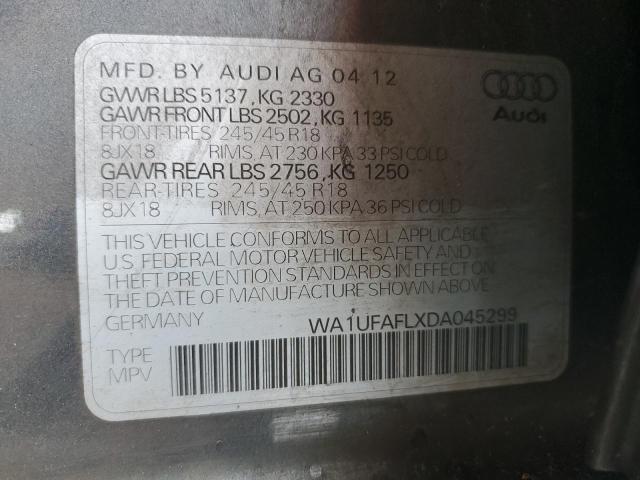 MFD. BY AUDI AG 04 12
GVWR LBS 5137, KG 2330
GAWR FRONT LBS 2502, KG 1135
FRONT-TIRES 245/45 R18
8JX18 RIMS, AT 230 KPA 33 PSI COLD
GAWR REAR LBS 2756, KG 1250
REAR-TIRES 245/45 R18
8JX18 RIMS, AT 250 KPA 36 PSI COLD
Audi
THIS VEHICLE CONFORMS TO ALL APPLICABLE
U.S. FEDERAL MOTOR VEHICLE SAFETY AND
THEFT PREVENTION STANDARDS IN EFFECT ON
THE DATE OF MANUFACTURE SHOWN ABOVE
GERMANY WA1UFAFLXDA045299
TYPE
MPV